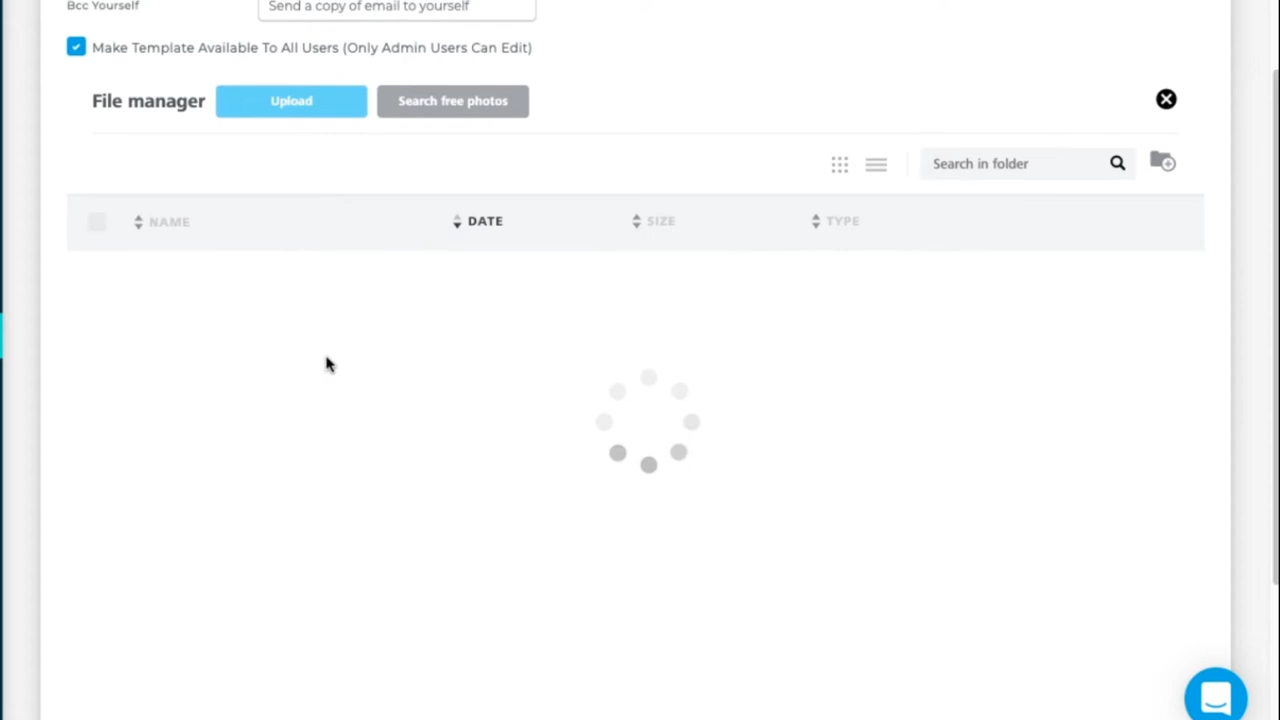 Bcc Yourself
Send a copy of email to yourself
Make Template Available To All Users (Only Admin Users Can Edit)
File manager
Upload
Search free photos
Search in folder
NAME
DATE
SIZE
TYPE